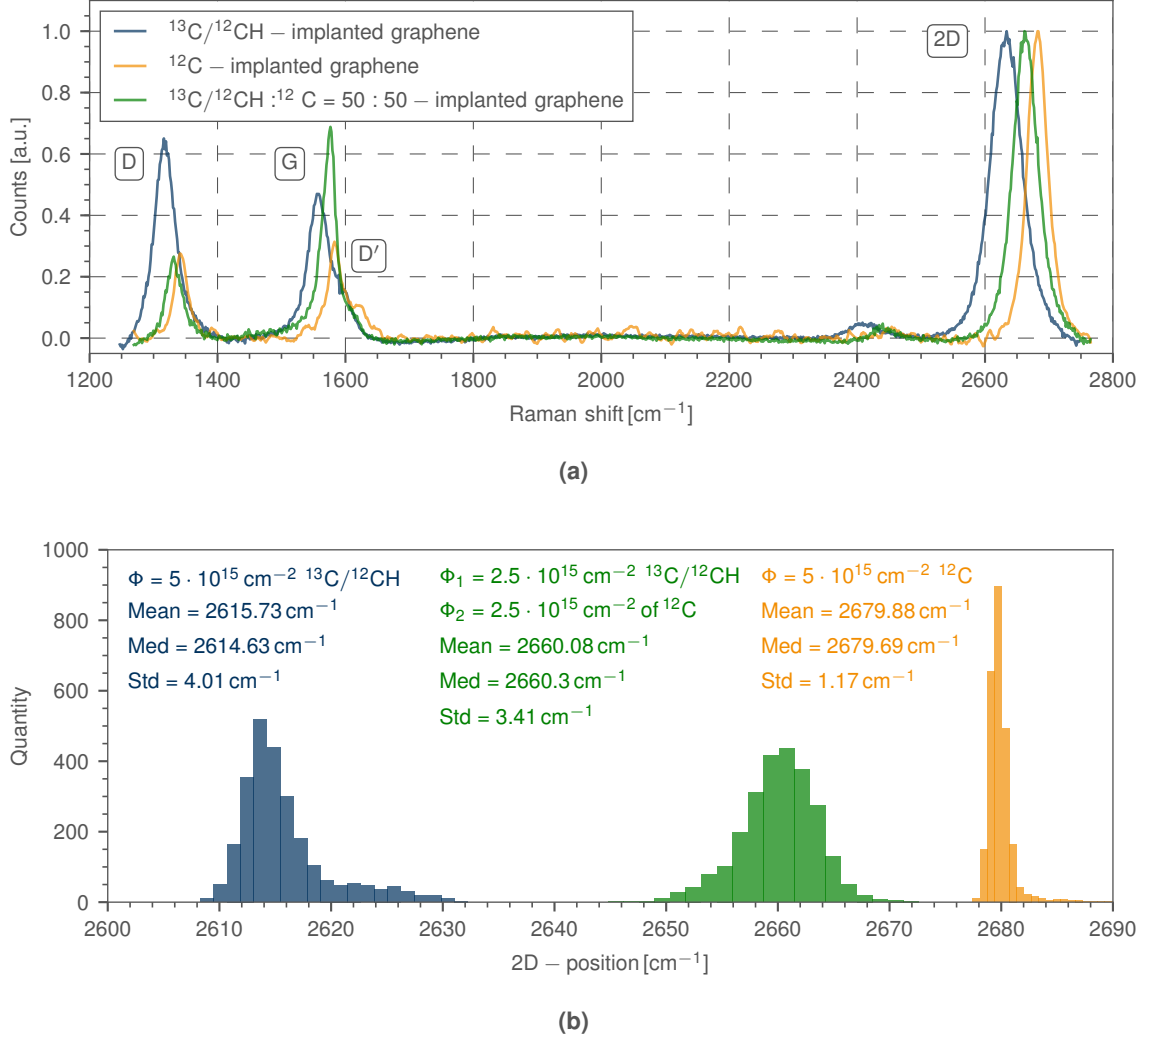 ¹³C/¹²CH – implanted graphene
¹²C – implanted graphene
¹³C/¹²CH :¹² C = 50 : 50 – implanted graphene
D
G
D′
2D
1.0
0.8
0.6
0.4
0.2
0.0
Counts [a.u.]
1200 1400 1600 1800 2000 2200 2400 2600 2800
Raman shift [cm⁻¹]
(a)
Φ = 5 · 10¹⁵ cm⁻² ¹³C/¹²CH
Mean = 2615.73 cm⁻¹
Med = 2614.63 cm⁻¹
Std = 4.01 cm⁻¹
Φ₁ = 2.5 · 10¹⁵ cm⁻² ¹³C/¹²CH
Φ₂ = 2.5 · 10¹⁵ cm⁻² of ¹²C
Mean = 2660.08 cm⁻¹
Med = 2660.3 cm⁻¹
Std = 3.41 cm⁻¹
Φ = 5 · 10¹⁵ cm⁻² ¹²C
Mean = 2679.88 cm⁻¹
Med = 2679.69 cm⁻¹
Std = 1.17 cm⁻¹
1000
800
600
400
200
0
Quantity
2600 2610 2620 2630 2640 2650 2660 2670 2680 2690
2D – position [cm⁻¹]
(b)